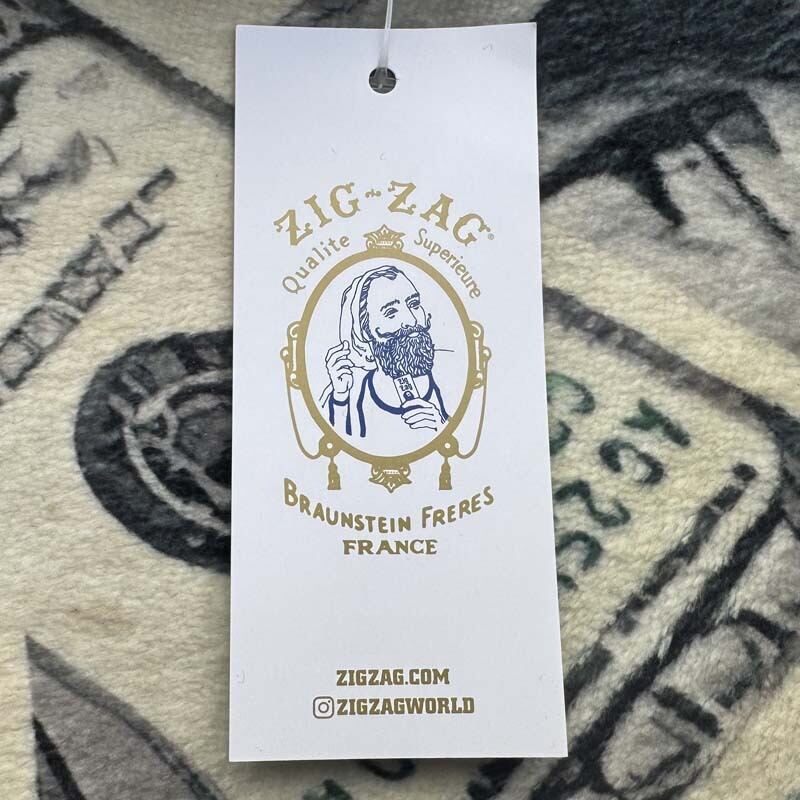 ZIG~ZAG®
Qualite Superieure
BRAUNSTEIN FRERES
FRANCE
ZIGZAG.COM
ZIGZAGWORLD